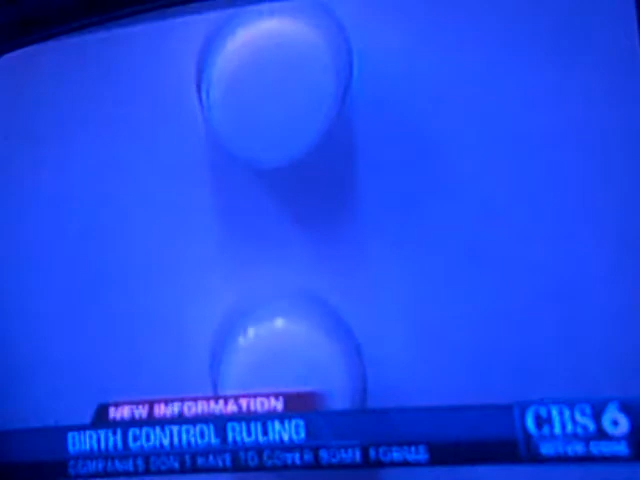 NEW INFORMATION
BIRTH CONTROL RULING
COMPANIES DON'T HAVE TO COVER SOME FORMS
CBS 6